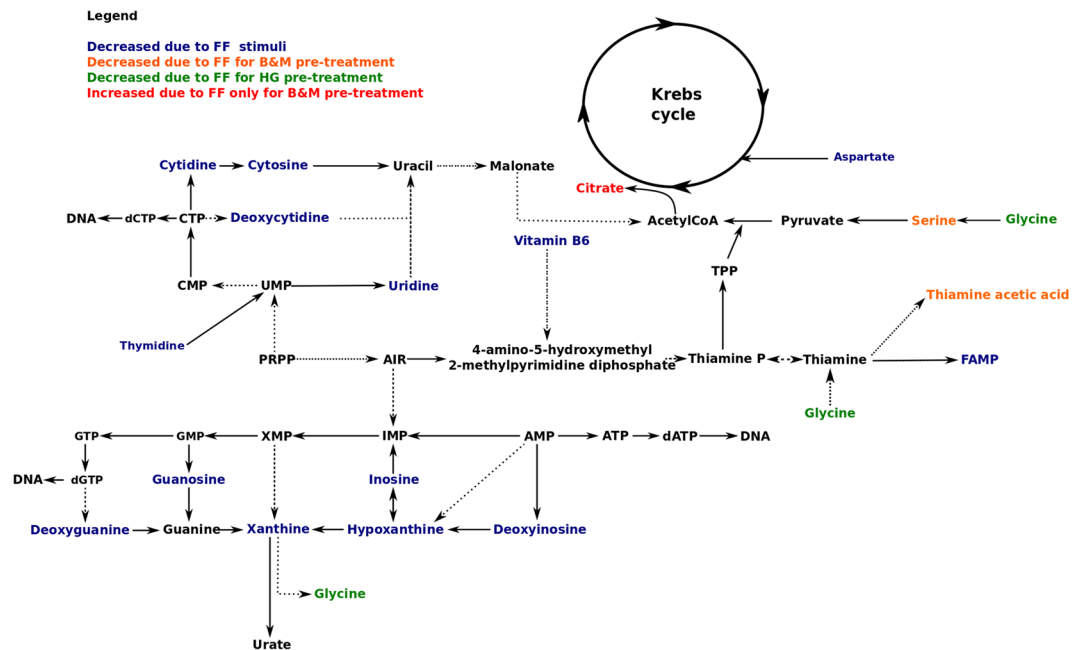 Legend
Decreased due to FF stimuli
Decreased due to FF for B&M pre-treatment
Decreased due to FF for HG pre-treatment
Increased due to FF only for B&M pre-treatment
Krebs
cycle
Cytidine
Cytosine
Uracil
Malonate
Aspartate
Citrate
DNA
dCTP
CTP
Deoxycytidine
AcetylCoA
Pyruvate
Serine
Glycine
Vitamin B6
TPP
CMP
UMP
Uridine
Thiamine acetic acid
Thymidine
PRPP
AIR
4-amino-5-hydroxymethyl
2-methylpyrimidine diphosphate
Thiamine P
Thiamine
FAMP
Glycine
GTP
GMP
XMP
IMP
AMP
ATP
dATP
DNA
DNA
dGTP
Guanosine
Inosine
Deoxyguanine
Guanine
Xanthine
Hypoxanthine
Deoxyinosine
Glycine
Urate